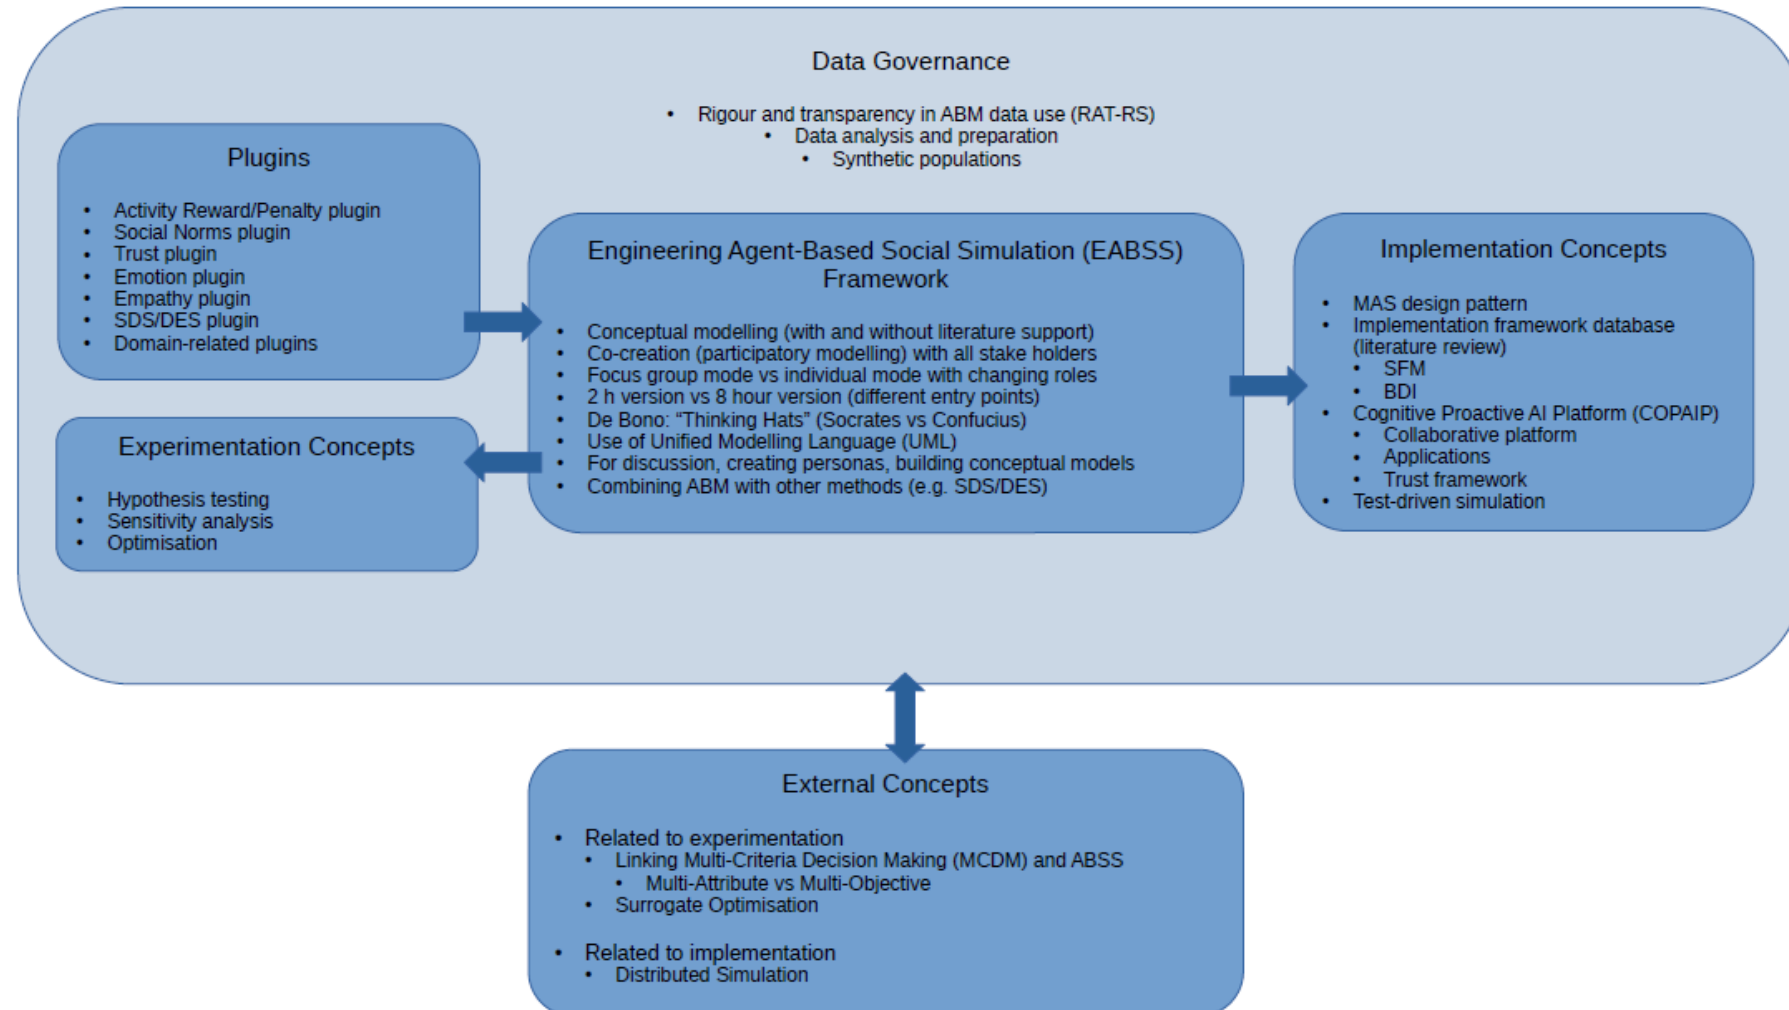 Data Governance
• Rigour and transparency in ABM data use (RAT-RS)
• Data analysis and preparation
• Synthetic populations
Plugins
• Activity Reward/Penalty plugin
• Social Norms plugin
• Trust plugin
• Emotion plugin
• Empathy plugin
• SDS/DES plugin
• Domain-related plugins
Experimentation Concepts
• Hypothesis testing
• Sensitivity analysis
• Optimisation
Engineering Agent-Based Social Simulation (EABSS)
Framework
• Conceptual modelling (with and without literature support)
• Co-creation (participatory modelling) with all stake holders
• Focus group mode vs individual mode with changing roles
• 2 h version vs 8 hour version (different entry points)
• De Bono: “Thinking Hats” (Socrates vs Confucius)
• Use of Unified Modelling Language (UML)
• For discussion, creating personas, building conceptual models
• Combining ABM with other methods (e.g. SDS/DES)
Implementation Concepts
• MAS design pattern
• Implementation framework database
(literature review)
• SFM
• BDI
• Cognitive Proactive AI Platform (COPAIP)
• Collaborative platform
• Applications
• Trust framework
• Test-driven simulation
External Concepts
• Related to experimentation
• Linking Multi-Criteria Decision Making (MCDM) and ABSS
• Multi-Attribute vs Multi-Objective
• Surrogate Optimisation
• Related to implementation
• Distributed Simulation